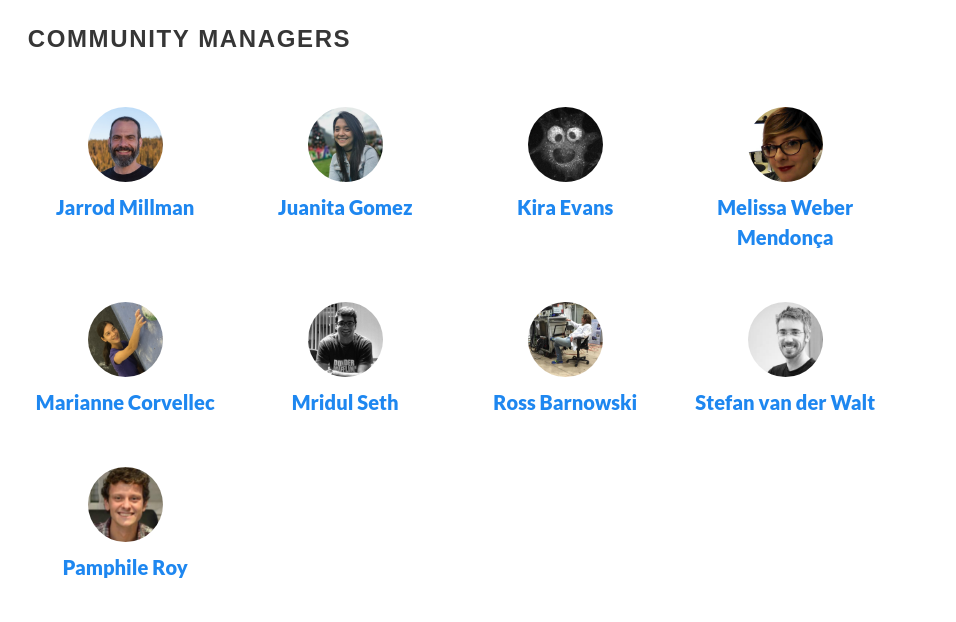 COMMUNITY MANAGERS
Jarrod Millman
Juanita Gomez
Kira Evans
Melissa Weber
Mendonça
Marianne Corvellec
Mridul Seth
Ross Barnowski
Stefan van der Walt
Pamphile Roy